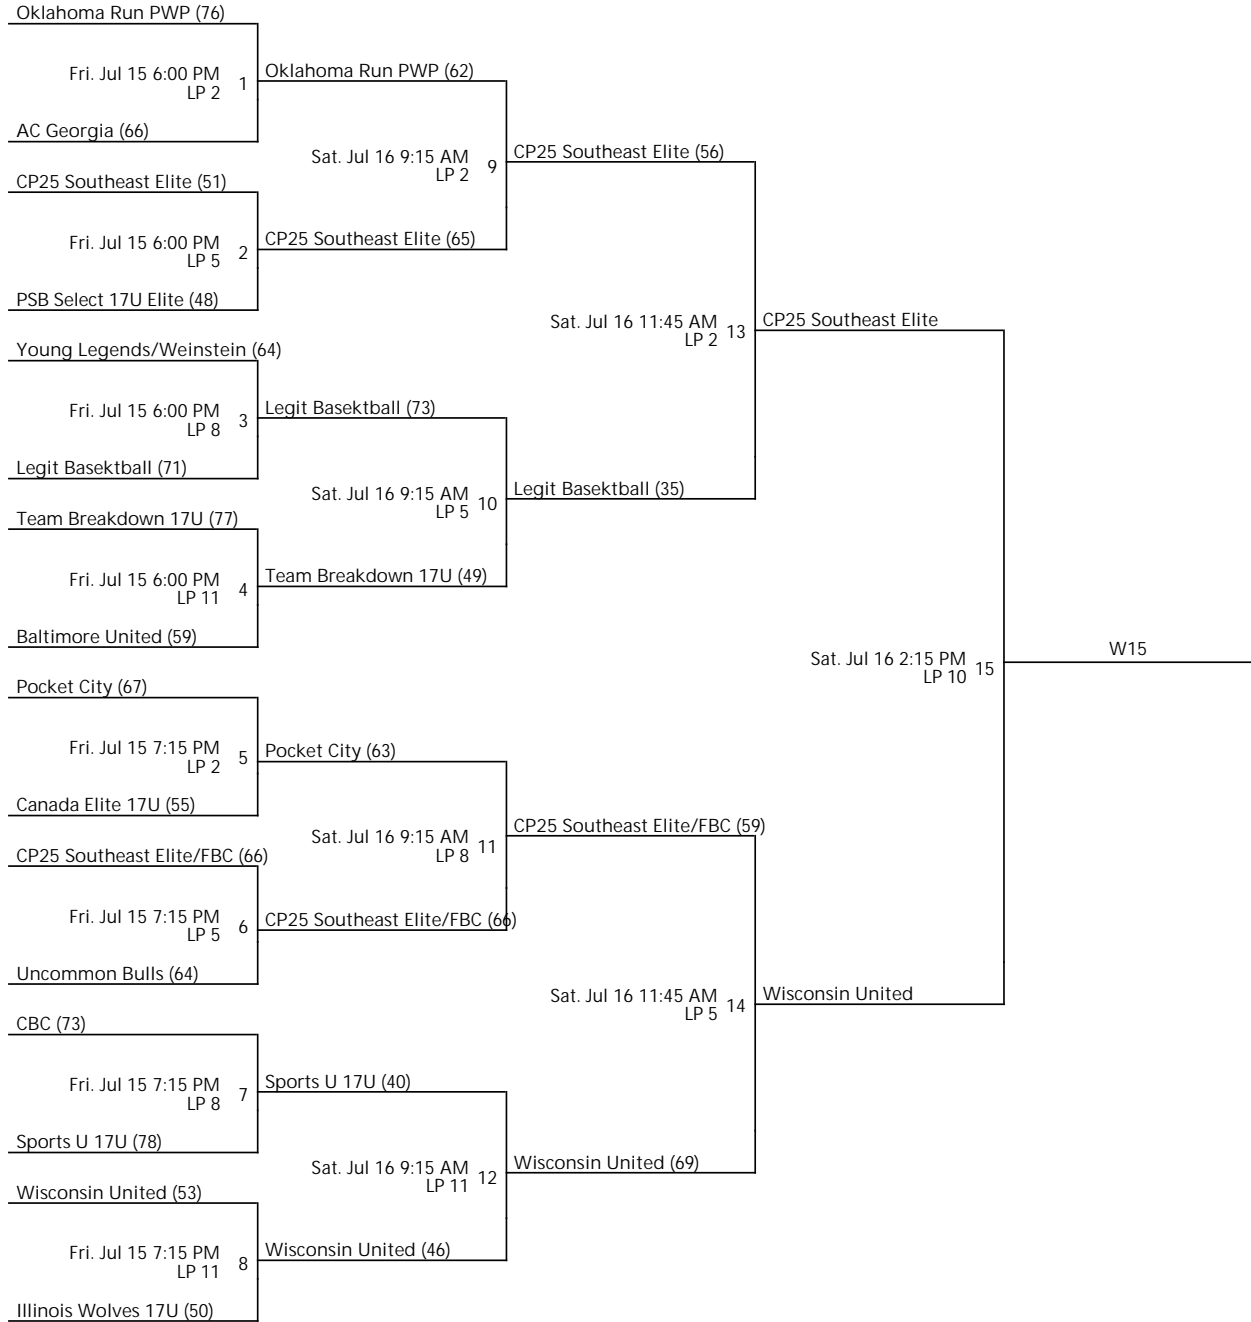 Oklahoma Run PWP (76)
Fri. Jul 15 6:00 PM
LP 2
1
AC Georgia (66)
Oklahoma Run PWP (62)
CP25 Southeast Elite (51)
Fri. Jul 15 6:00 PM
LP 5
2
PSB Select 17U Elite (48)
CP25 Southeast Elite (65)
Sat. Jul 16 9:15 AM
LP 2
9
CP25 Southeast Elite (56)
Young Legends/Weinstein (64)
Fri. Jul 15 6:00 PM
LP 8
3
Legit Basektball (71)
Legit Basektball (73)
Team Breakdown 17U (77)
Fri. Jul 15 6:00 PM
LP 11
4
Baltimore United (59)
Team Breakdown 17U (49)
Sat. Jul 16 9:15 AM
LP 5
10
Legit Basektball (35)
Sat. Jul 16 11:45 AM
LP 2
13
CP25 Southeast Elite
Pocket City (67)
Fri. Jul 15 7:15 PM
LP 2
5
Canada Elite 17U (55)
Pocket City (63)
CP25 Southeast Elite/FBC (66)
Fri. Jul 15 7:15 PM
LP 5
6
Uncommon Bulls (64)
CP25 Southeast Elite/FBC (66)
Sat. Jul 16 9:15 AM
LP 8
11
CP25 Southeast Elite/FBC (59)
CBC (73)
Fri. Jul 15 7:15 PM
LP 8
7
Sports U 17U (78)
Sports U 17U (40)
Wisconsin United (53)
Fri. Jul 15 7:15 PM
LP 11
8
Illinois Wolves 17U (50)
Wisconsin United (46)
Sat. Jul 16 9:15 AM
LP 11
12
Wisconsin United (69)
Sat. Jul 16 11:45 AM
LP 5
14
Wisconsin United
Sat. Jul 16 2:15 PM
LP 10
15
W15